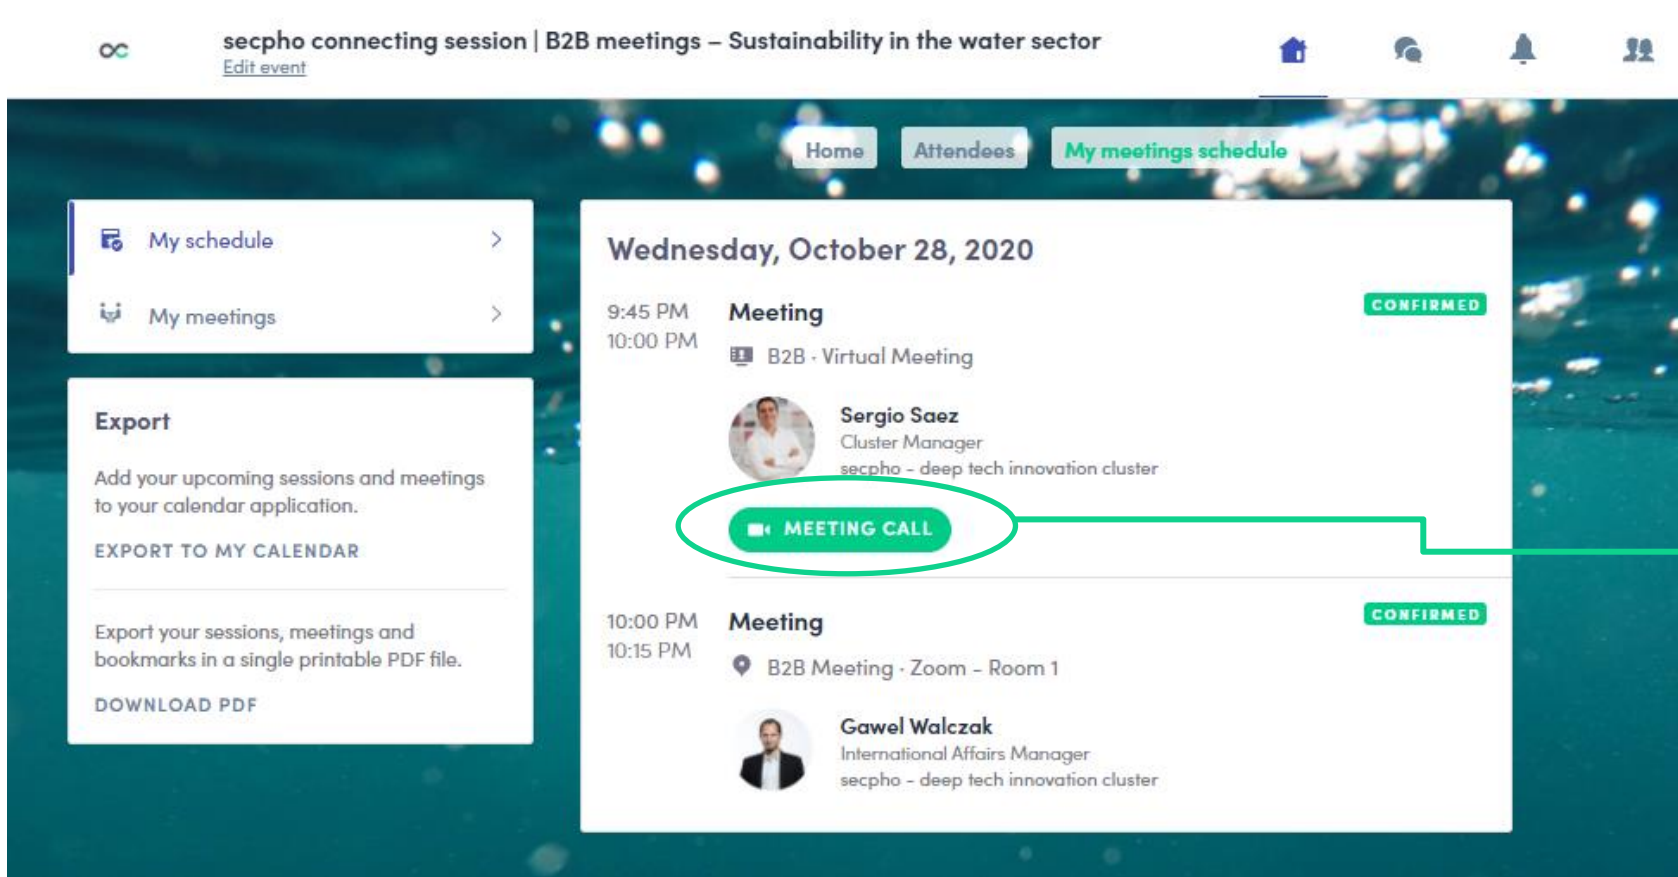 secpho connecting session | B2B meetings – Sustainability in the water sector
Edit event
Home
Attendees
My meetings schedule
My schedule
My meetings
Export
Add your upcoming sessions and meetings
to your calendar application.
EXPORT TO MY CALENDAR
Export your sessions, meetings and
bookmarks in a single printable PDF file.
DOWNLOAD PDF
Wednesday, October 28, 2020
9:45 PM
10:00 PM
Meeting
CONFIRMED
B2B · Virtual Meeting
Sergio Saez
Cluster Manager
secpho - deep tech innovation cluster
MEETING CALL
10:00 PM
10:15 PM
Meeting
CONFIRMED
B2B Meeting · Zoom – Room 1
Gawel Walczak
International Affairs Manager
secpho - deep tech innovation cluster